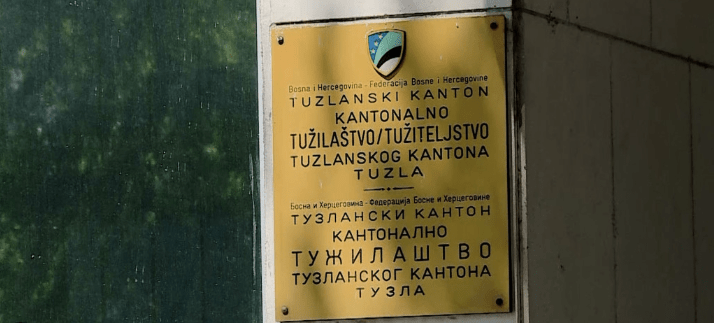 Bosna i Hercegovina - Federacija Bosne i Hercegovine
TUZLANSKI KANTON
KANTONALNO
TUŽILAŠTVO/TUŽITELJSTVO
TUZLANSKOG KANTONA
TUZLA
Босна и Херцеговина - Федерација Босне и Херцеговине
ТУЗЛАНСКИ КАНТОН
КАНТОНАЛНО
ТУЖИЛАШТВО
ТУЗЛАНСКОГ КАНТОНА
ТУЗЛА